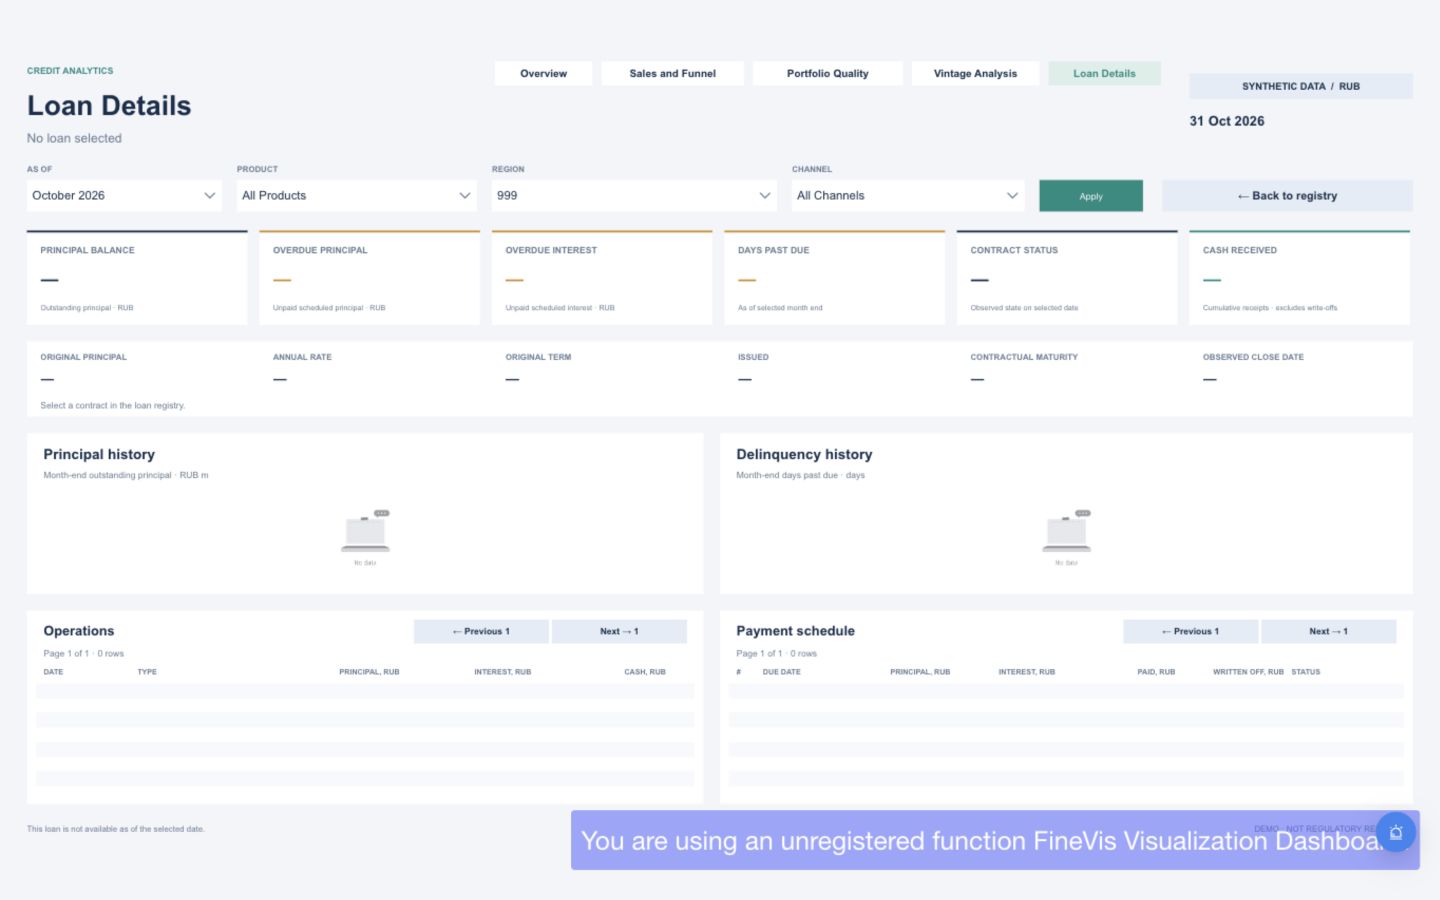 CREDIT ANALYTICS
Overview
Sales and Funnel
Portfolio Quality
Vintage Analysis
Loan Details
SYNTHETIC DATA / RUB
Loan Details
31 Oct 2026
No loan selected
AS OF
PRODUCT
REGION
CHANNEL
October 2026
All Products
999
All Channels
Apply
← Back to registry
PRINCIPAL BALANCE
—
Outstanding principal · RUB
OVERDUE PRINCIPAL
—
Unpaid scheduled principal · RUB
OVERDUE INTEREST
—
Unpaid scheduled interest · RUB
DAYS PAST DUE
—
As of selected month end
CONTRACT STATUS
—
Observed state on selected date
CASH RECEIVED
—
Cumulative receipts · excludes write-offs
ORIGINAL PRINCIPAL
—
ANNUAL RATE
—
ORIGINAL TERM
—
ISSUED
—
CONTRACTUAL MATURITY
—
OBSERVED CLOSE DATE
—
Select a contract in the loan registry.
Principal history
Month-end outstanding principal · RUB m
No data
Delinquency history
Month-end days past due · days
No data
Operations
← Previous 1
Next → 1
Page 1 of 1 · 0 rows
DATE TYPE PRINCIPAL, RUB INTEREST, RUB CASH, RUB
Payment schedule
← Previous 1
Next → 1
Page 1 of 1 · 0 rows
# DUE DATE PRINCIPAL, RUB INTEREST, RUB PAID, RUB WRITTEN OFF, RUB STATUS
This loan is not available as of the selected date.
DEMO · NOT REGULATORY
You are using an unregistered function FineVis Visualization